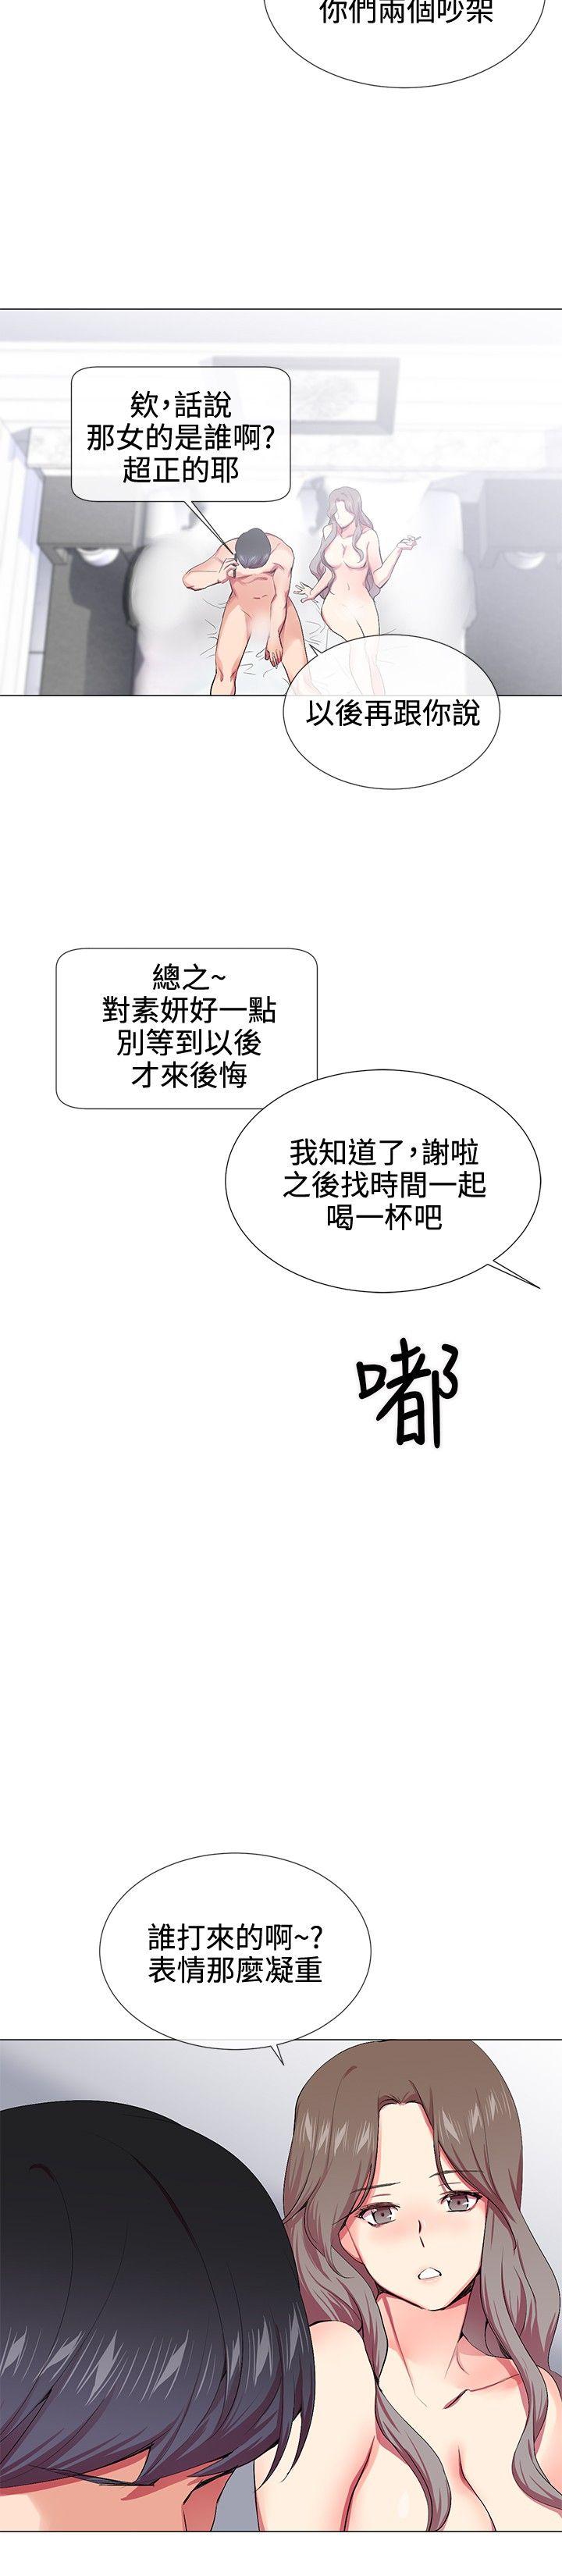 你們兩個吵架
欸，話說
那女的是誰啊?
超正的耶
以後再跟你說
總之~
對素妍好一點
別等到以後
才來後悔
我知道了，謝啦
之後找時間一起
喝一杯吧
嘟
誰打來的啊~?
表情那麼凝重